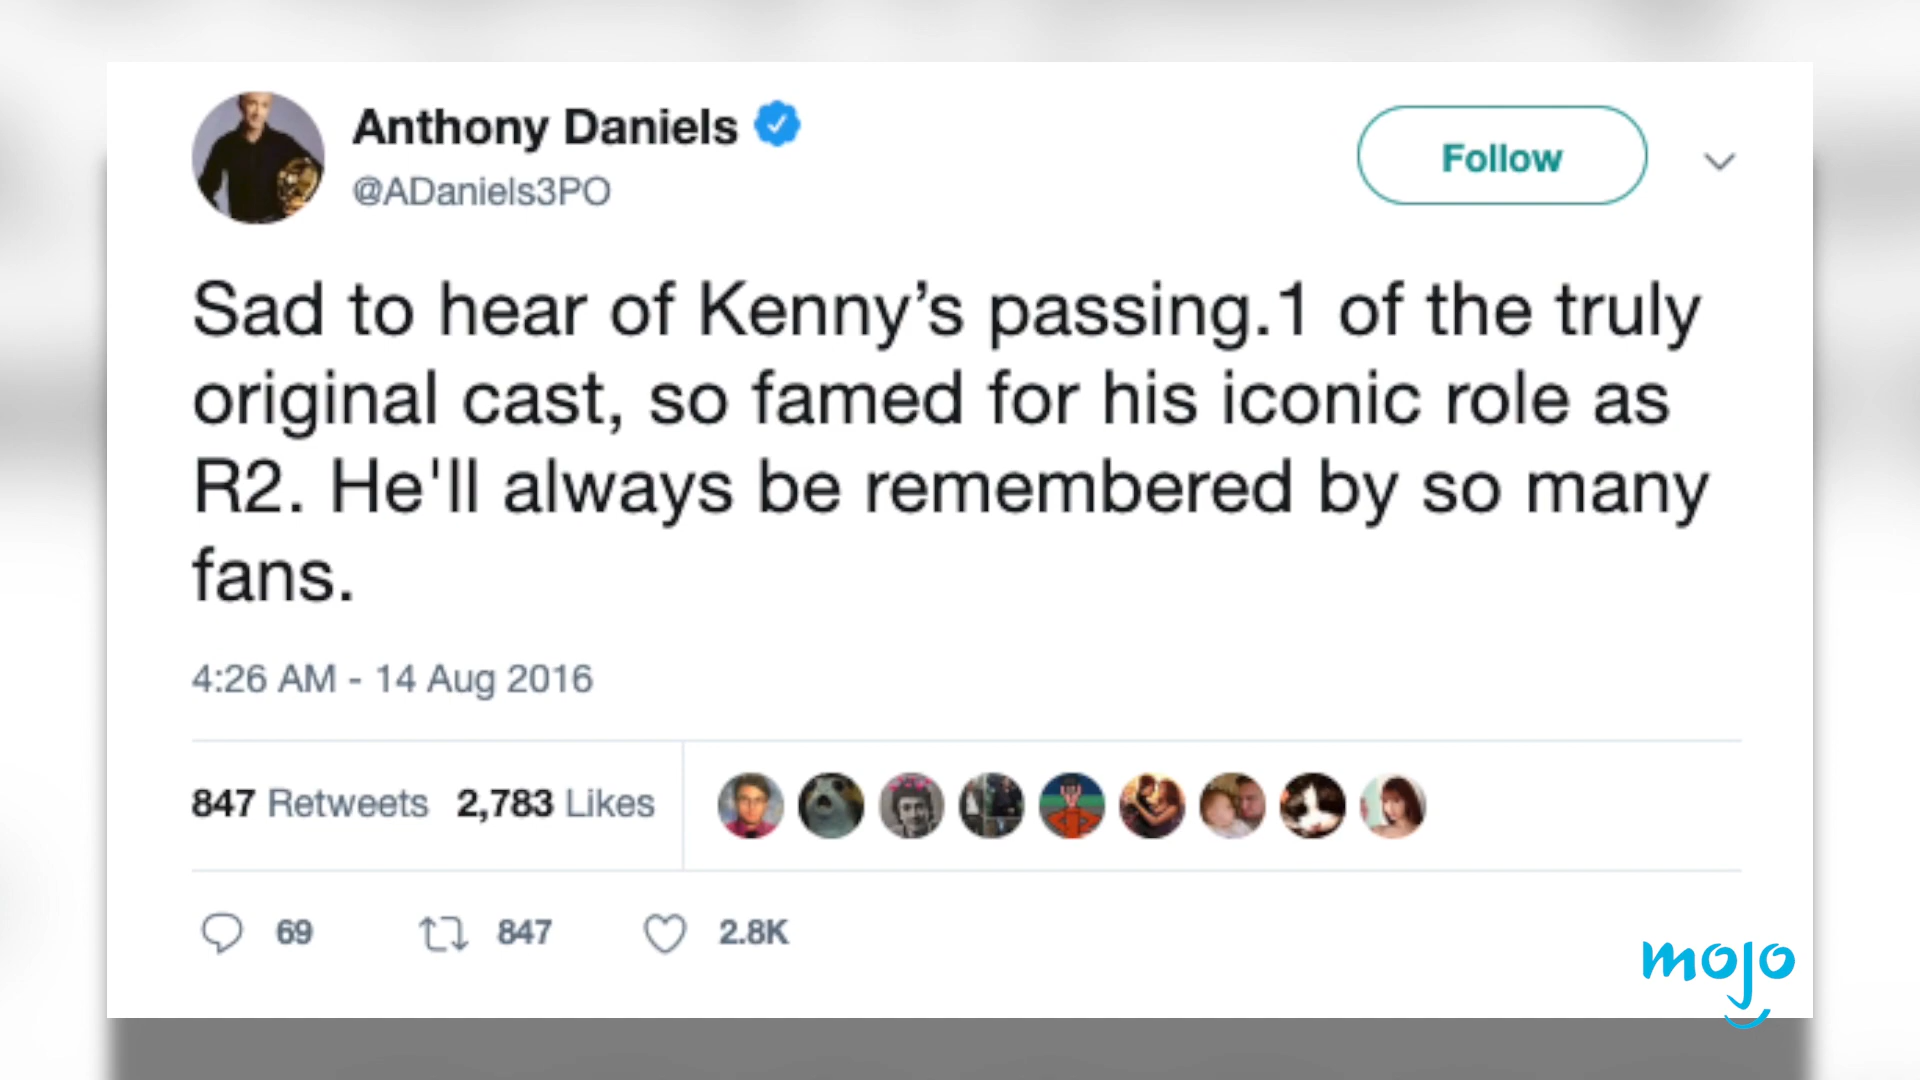 Anthony Daniels
@ADaniels3PO
Follow
Sad to hear of Kenny’s passing.1 of the truly
original cast, so famed for his iconic role as
R2. He'll always be remembered by so many
fans.
4:26 AM - 14 Aug 2016
847 Retweets 2,783 Likes
69 847 2.8K
mojo